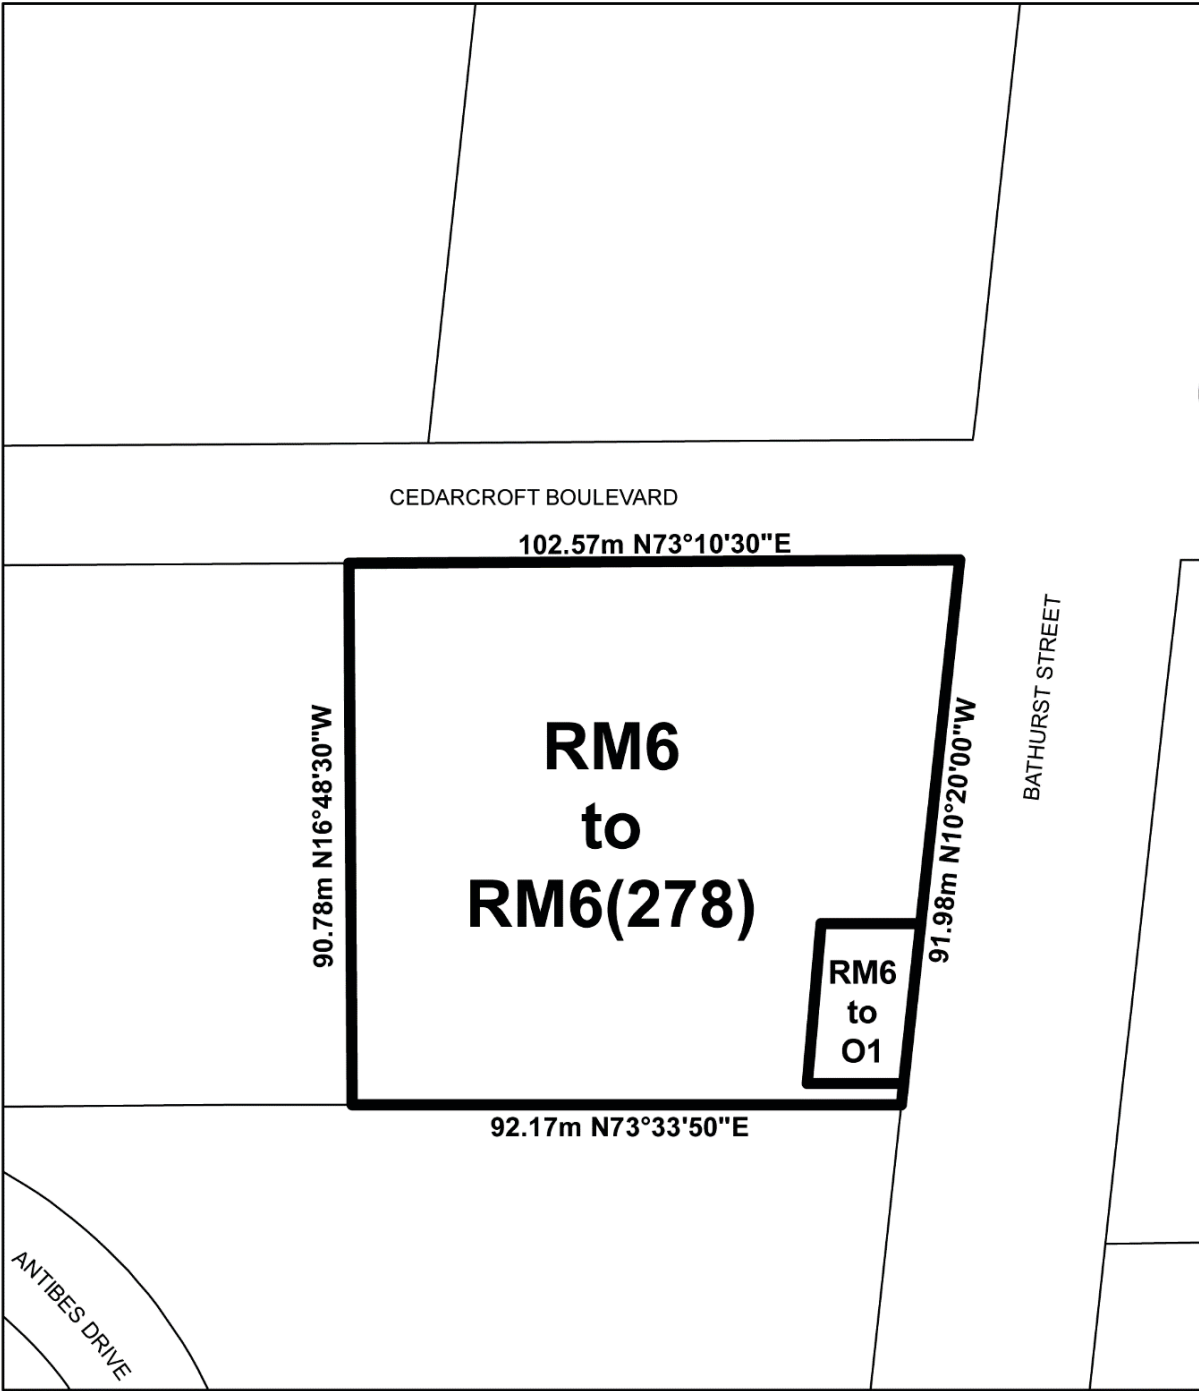 CEDARCROFT BOULEVARD
102.57m N73°10'30"E
BATHURST STREET
90.78m N16°48'30"W
RM6
to
RM6(278)
91.98m N10°20'00"W
RM6
to
O1
92.17m N73°33'50"E
ANTIBES DRIVE